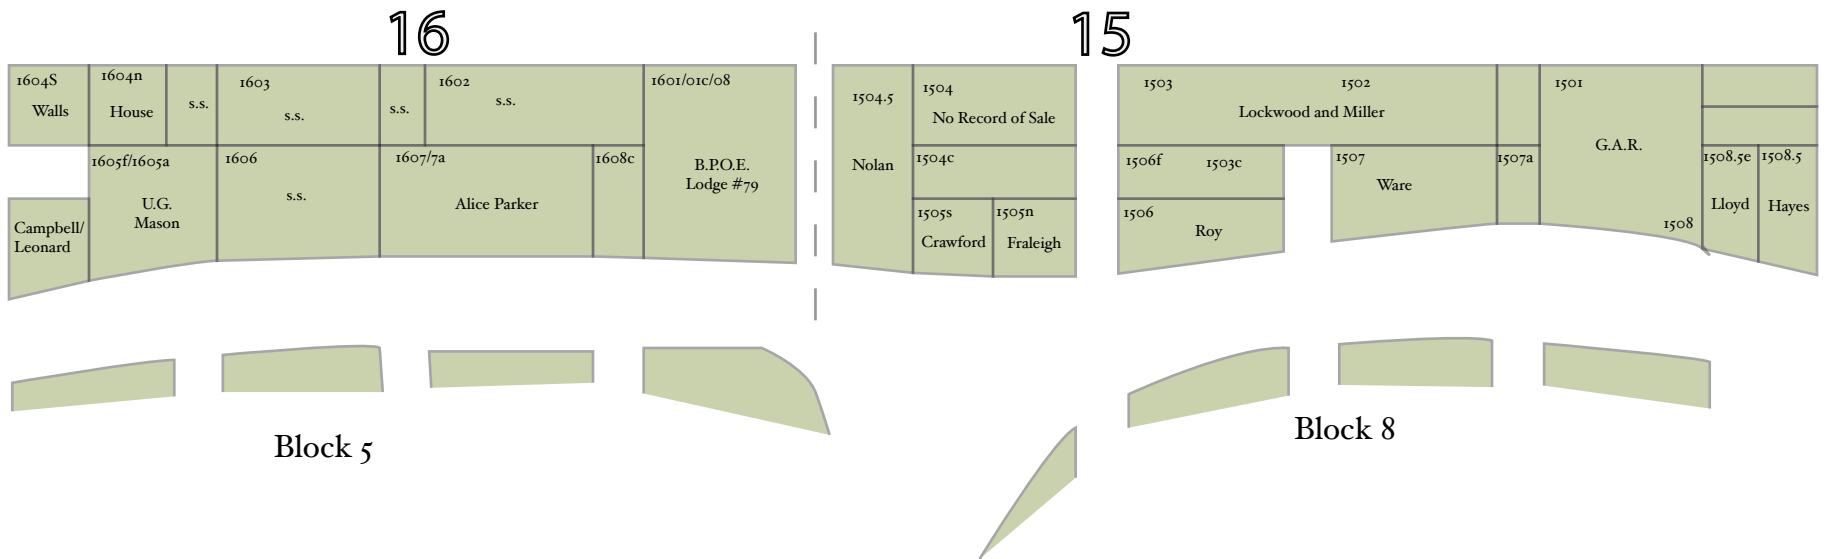 16
15
1604S
Walls
1604n
House
s.s.
1603
s.s.
s.s.
1602
s.s.
1601/01c/08
B.P.O.E.
Lodge #79
1605f/1605a
U.G.
Mason
1606
s.s.
1607/7a
Alice Parker
1608c
Campbell/
Leonard
1504.5
Nolan
1504
No Record of Sale
1504c
1505s
Crawford
1505n
Fraleigh
1503
1502
Lockwood and Miller
1501
G.A.R.
1508
1506f
1503c
1506
Roy
1507
Ware
1507a
1508.5e
Lloyd
1508.5
Hayes
Block 5
Block 8